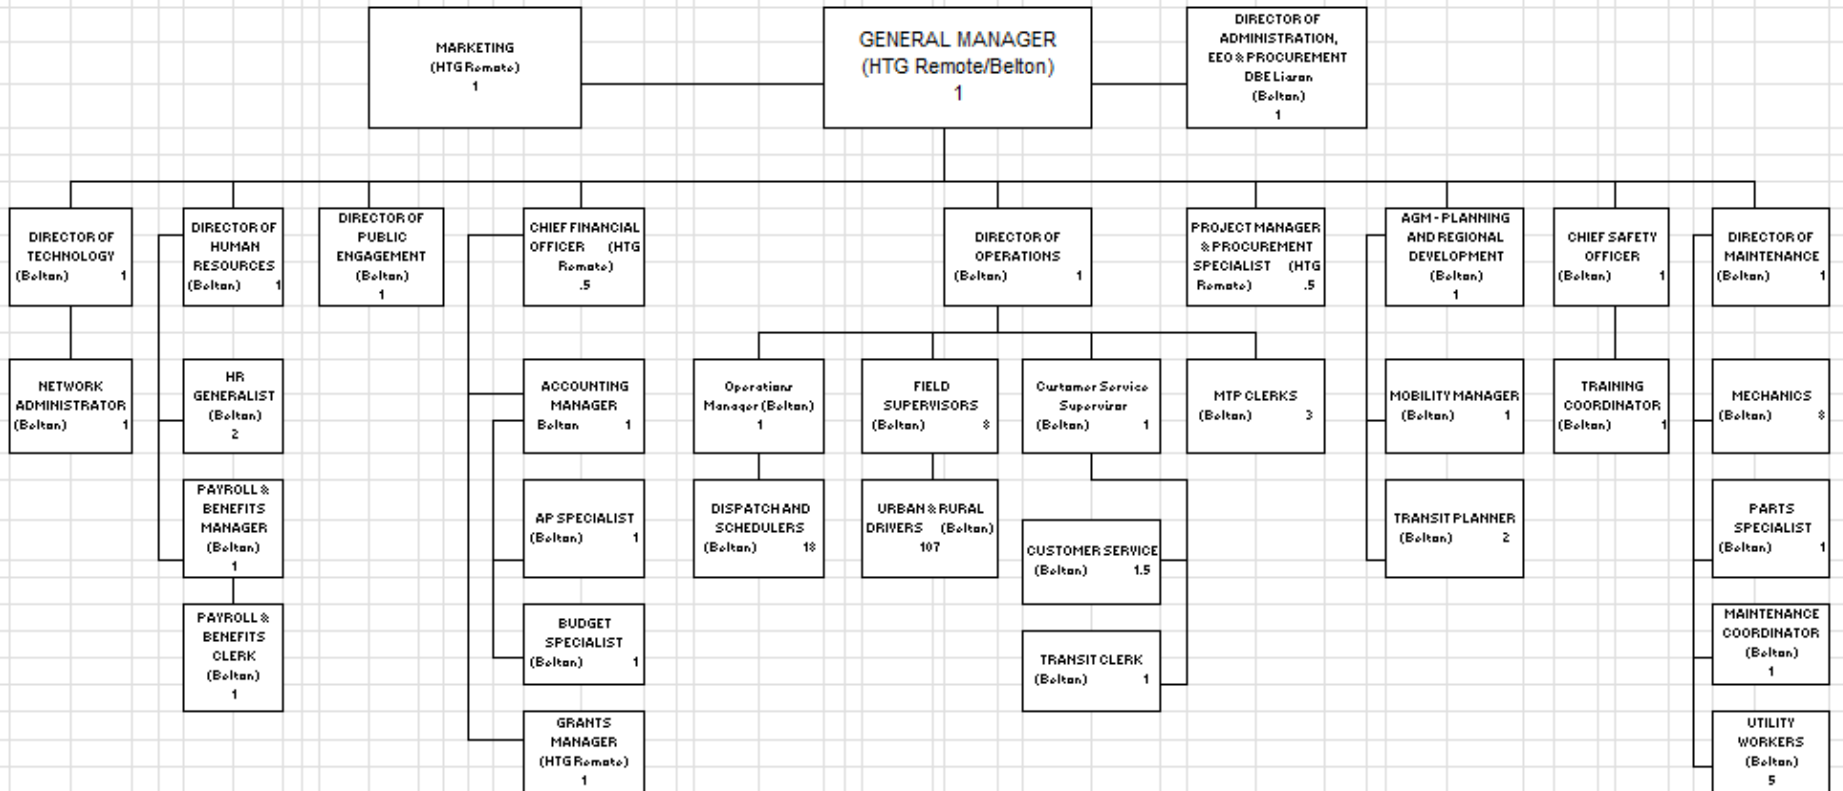 MARKETING
(HTG Remote)
1
GENERAL MANAGER
(HTG Remote/Belton)
1
DIRECTOR OF
ADMINISTRATION,
EEO & PROCUREMENT
DBE Liason
(Belton)
1
DIRECTOR OF
TECHNOLOGY
(Belton) 1
DIRECTOR OF
HUMAN
RESOURCES
(Belton) 1
DIRECTOR OF
PUBLIC
ENGAGEMENT
(Belton)
1
CHIEF FINANCIAL
OFFICER (HTG
Remote)
.5
DIRECTOR OF
OPERATIONS
(Belton) 1
PROJECT MANAGER
& PROCUREMENT
SPECIALIST (HTG
Remote) .5
AGM - PLANNING
AND REGIONAL
DEVELOPMENT
(Belton)
1
CHIEF SAFETY
OFFICER
(Belton) 1
DIRECTOR OF
MAINTENANCE
(Belton) 1
NETWORK
ADMINISTRATOR
(Belton) 1
HR
GENERALIST
(Belton)
2
ACCOUNTING
MANAGER
Belton 1
Operations
Manager (Belton)
1
FIELD
SUPERVISORS
(Belton) 8
Customer Service
Supervisor
(Belton) 1
MTP CLERKS
(Belton) 3
MOBILITY MANAGER
(Belton) 1
TRAINING
COORDINATOR
(Belton) 1
MECHANICS
(Belton) 8
PAYROLL &
BENEFITS
MANAGER
(Belton)
1
AP SPECIALIST
(Belton) 1
DISPATCH AND
SCHEDULERS
(Belton) 18
URBAN & RURAL
DRIVERS (Belton)
107
CUSTOMER SERVICE
(Belton) 1.5
TRANSIT PLANNER
(Belton) 2
PARTS
SPECIALIST
(Belton) 1
PAYROLL &
BENEFITS
CLERK
(Belton)
1
BUDGET
SPECIALIST
(Belton) 1
TRANSIT CLERK
(Belton) 1
MAINTENANCE
COORDINATOR
(Belton)
1
GRANTS
MANAGER
(HTG Remote)
1
UTILITY
WORKERS
(Belton)
5